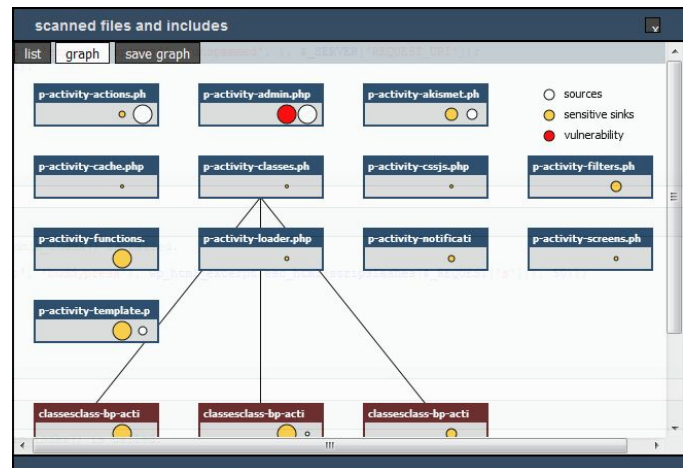 scanned files and includes
list graph save graph
p-activity-actions.ph p-activity-admin.php p-activity-akismet.ph
sources
sensitive sinks
vulnerability
p-activity-cache.php p-activity-classes.ph p-activity-cssjs.php p-activity-filters.ph
p-activity-functions. p-activity-loader.php p-activity-notificati p-activity-screens.ph
p-activity-template.p
classesclass-bp-acti classesclass-bp-acti classesclass-bp-acti